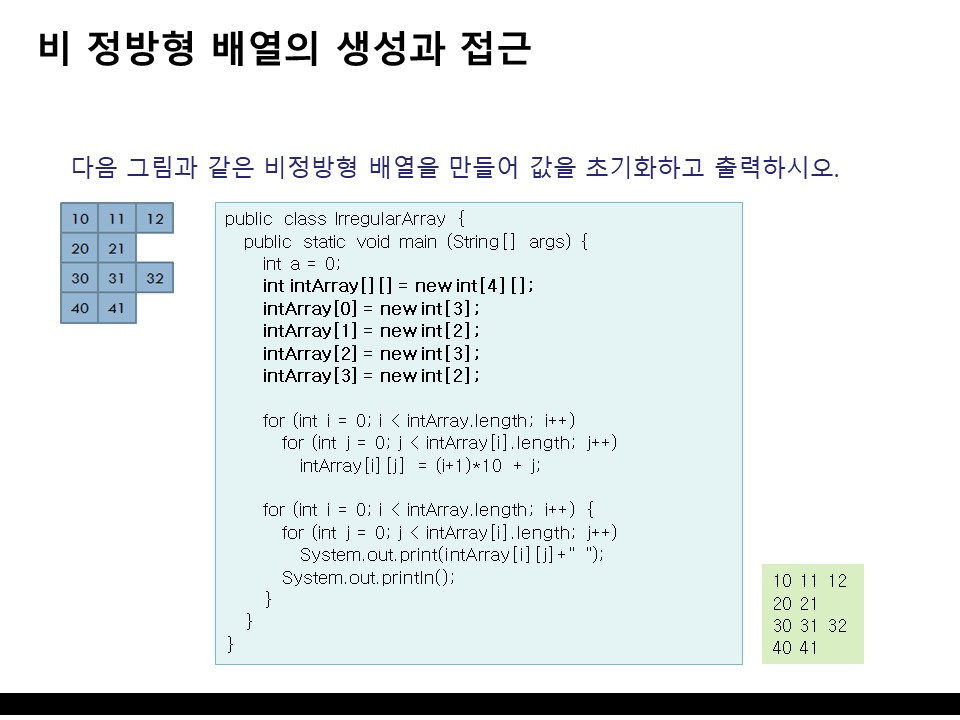 비 정방형 배열의 생성과 접근
다음 그림과 같은 비정방형 배열을 만들어 값을 초기화하고 출력하시오.
10 11 12
20 21
30 31 32
40 41
public class IrregularArray {
public static void main (String[] args) {
int a = 0;
int intArray[][] = new int[4][];
intArray[0] = new int[3];
intArray[1] = new int[2];
intArray[2] = new int[3];
intArray[3] = new int[2];
for (int i = 0; i < intArray.length; i++)
for (int j = 0; j < intArray[i].length; j++)
intArray[i][j] = (i+1)*10 + j;
for (int i = 0; i < intArray.length; i++) {
for (int j = 0; j < intArray[i].length; j++)
System.out.print(intArray[i][j]+" ");
System.out.println();
}
}
}
10 11 12
20 21
30 31 32
40 41